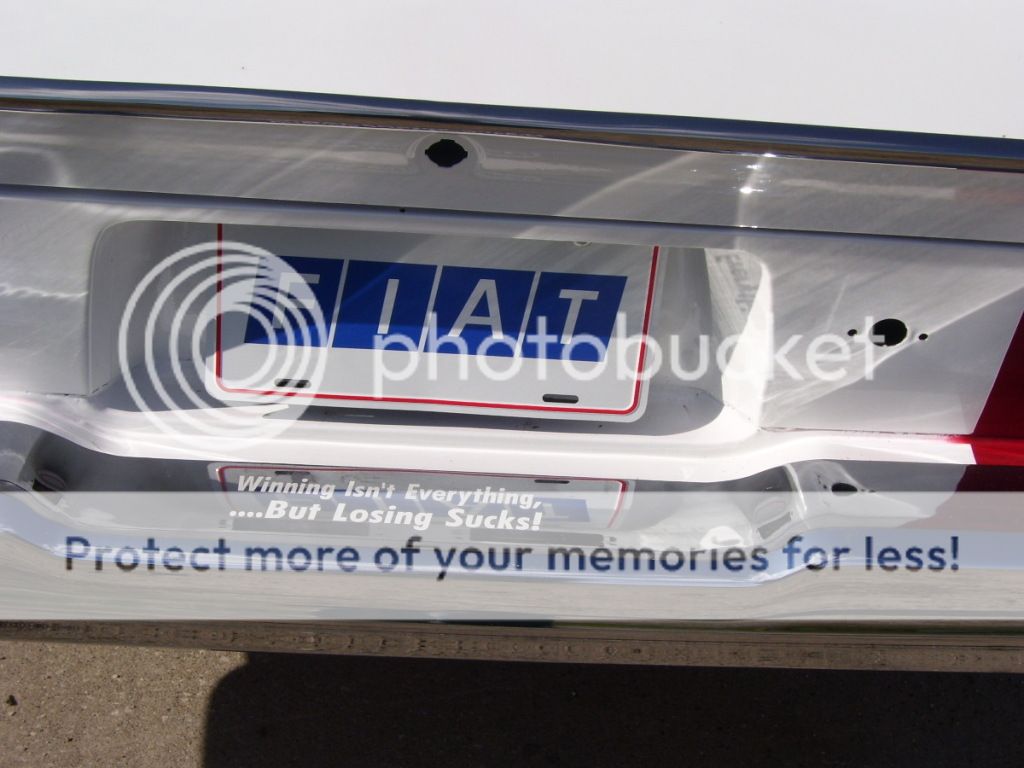 FIAT
photobucket
Winning Isn't Everything,
....But Losing Sucks!
Protect more of your memories for less!